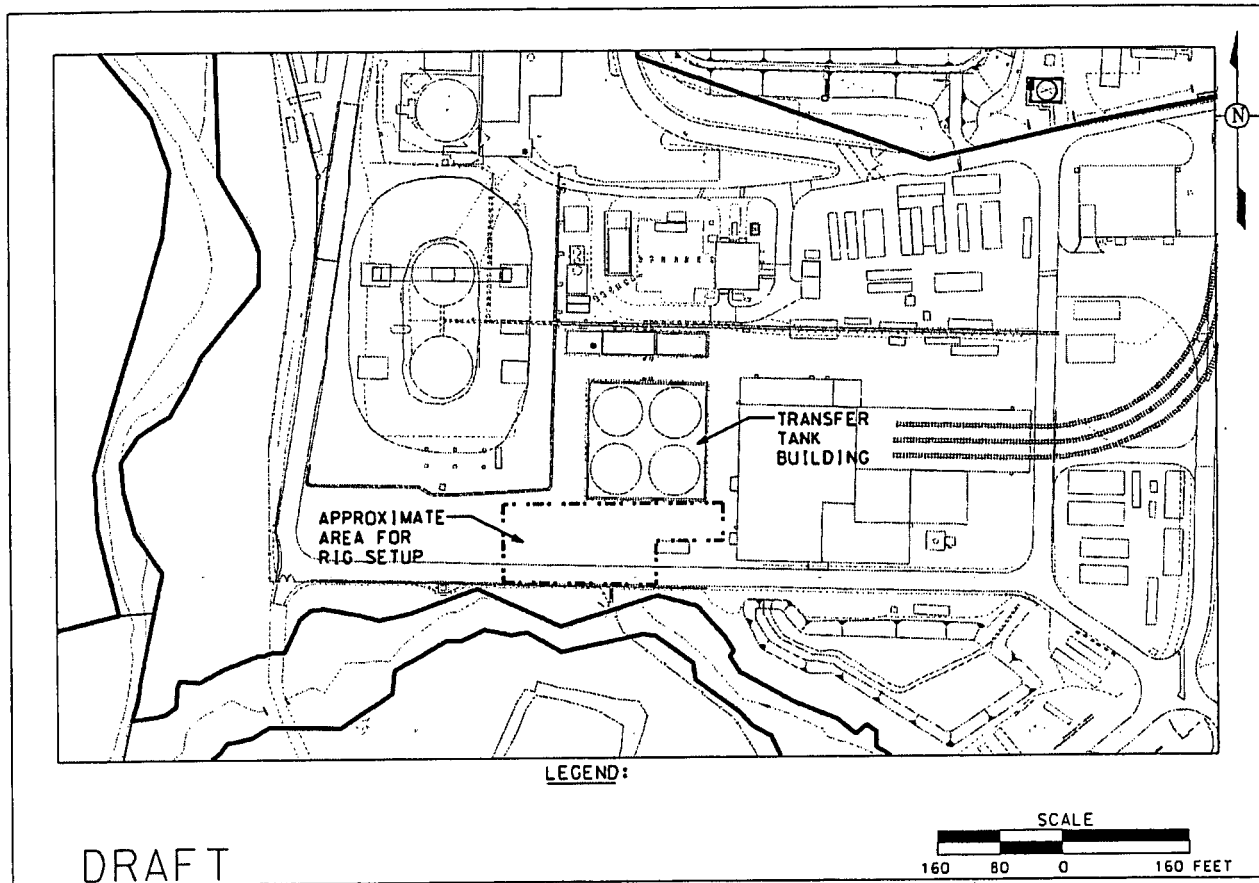 N
TRANSFER
TANK
BUILDING
APPROXIMATE
AREA FOR
RIG SETUP
LEGEND:
SCALE
160 80 0 160 FEET
DRAFT